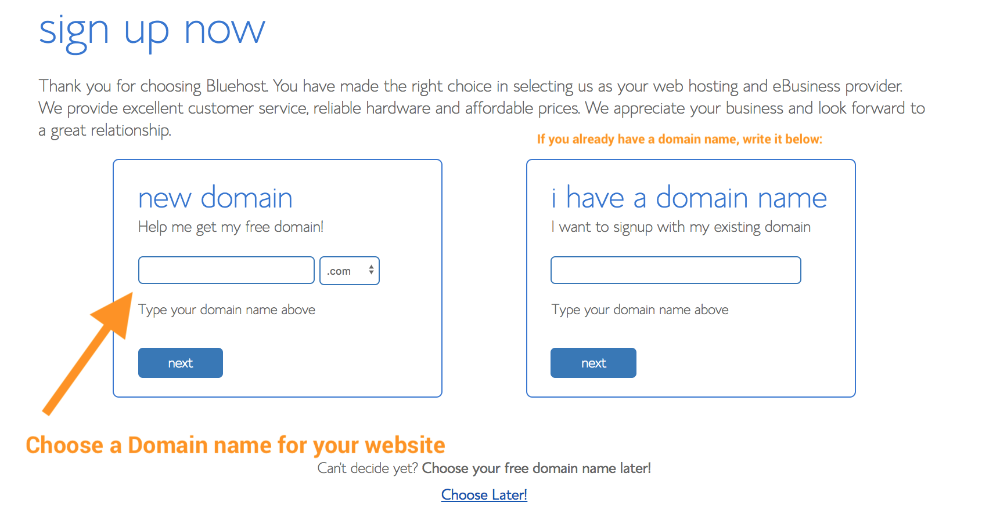 sign up now
Thank you for choosing Bluehost. You have made the right choice in selecting us as your web hosting and eBusiness provider.
We provide excellent customer service, reliable hardware and affordable prices. We appreciate your business and look forward to
a great relationship.
If you already have a domain name, write it below:
new domain
Help me get my free domain!
.com
Type your domain name above
next
i have a domain name
I want to signup with my existing domain
Type your domain name above
next
Choose a Domain name for your website
Can't decide yet? Choose your free domain name later!
Choose Later!